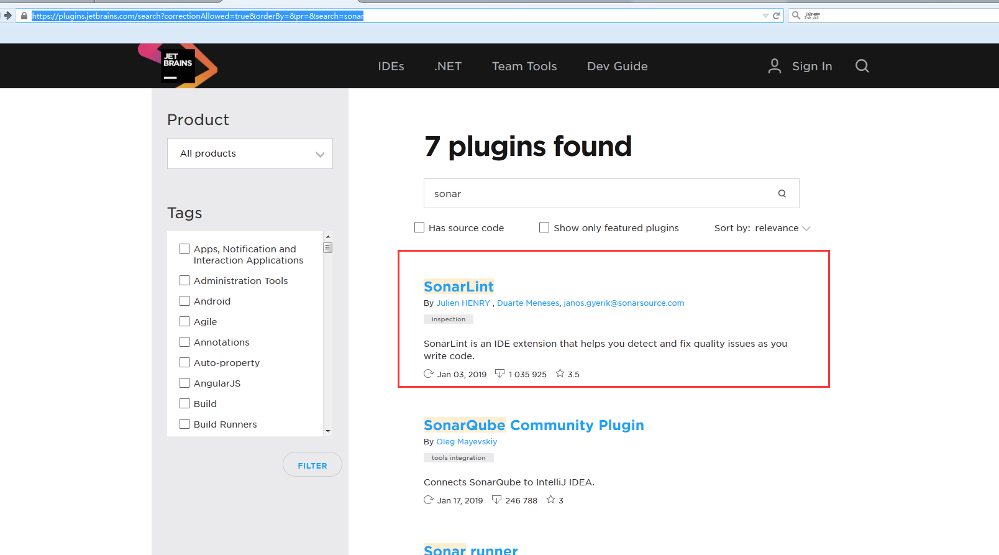 https://plugins.jetbrains.com/search?correctionAllowed=true&orderBy=&pr=&search=sonar
搜索
JET
BRAINS
IDEs
.NET
Team Tools
Dev Guide
Sign In
Product
All products
Tags
Apps, Notification and
Interaction Applications
Administration Tools
Android
Agile
Annotations
Auto-property
AngularJS
Build
Build Runners
FILTER
7 plugins found
sonar
Has source code
Show only featured plugins
Sort by: relevance
SonarLint
By Julien HENRY , Duarte Meneses, janos.gyerik@sonarsource.com
inspection
SonarLint is an IDE extension that helps you detect and fix quality issues as you
write code.
Jan 03, 2019 1 035 925 3.5
SonarQube Community Plugin
By Oleg Mayevskiy
tools integration
Connects SonarQube to IntelliJ IDEA.
Jan 17, 2019 246 788 3
Sonar runner